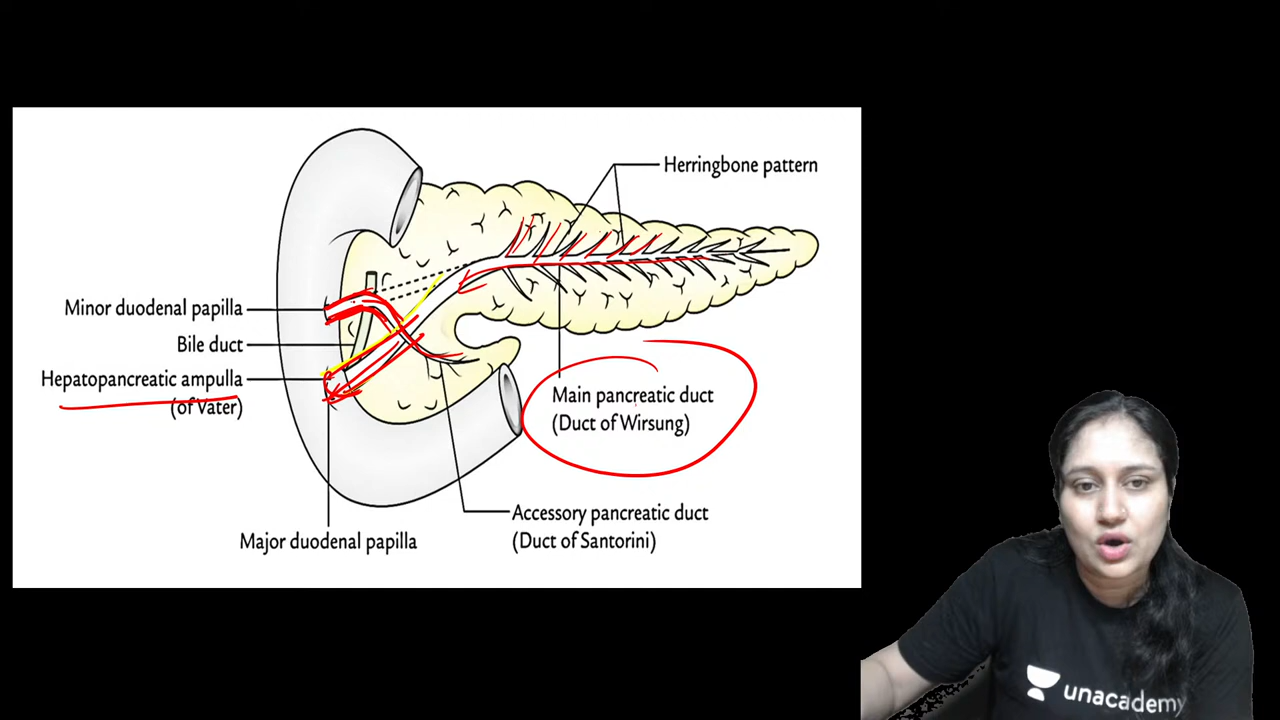 Herringbone pattern
Minor duodenal papilla
Bile duct
Hepatopancreatic ampulla
(of Vater)
Main pancreatic duct
(Duct of Wirsung)
Accessory pancreatic duct
(Duct of Santorini)
Major duodenal papilla
unacademy